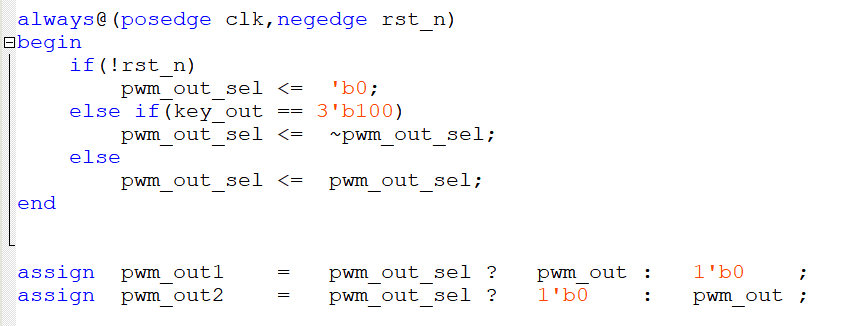 always@(posedge clk,negedge rst_n)
begin
if(!rst_n)
pwm_out_sel <= 'b0;
else if(key_out == 3'b100)
pwm_out_sel <= ~pwm_out_sel;
else
pwm_out_sel <= pwm_out_sel;
end
assign pwm_out1 = pwm_out_sel ? pwm_out : 1'b0 ;
assign pwm_out2 = pwm_out_sel ? 1'b0 : pwm_out ;